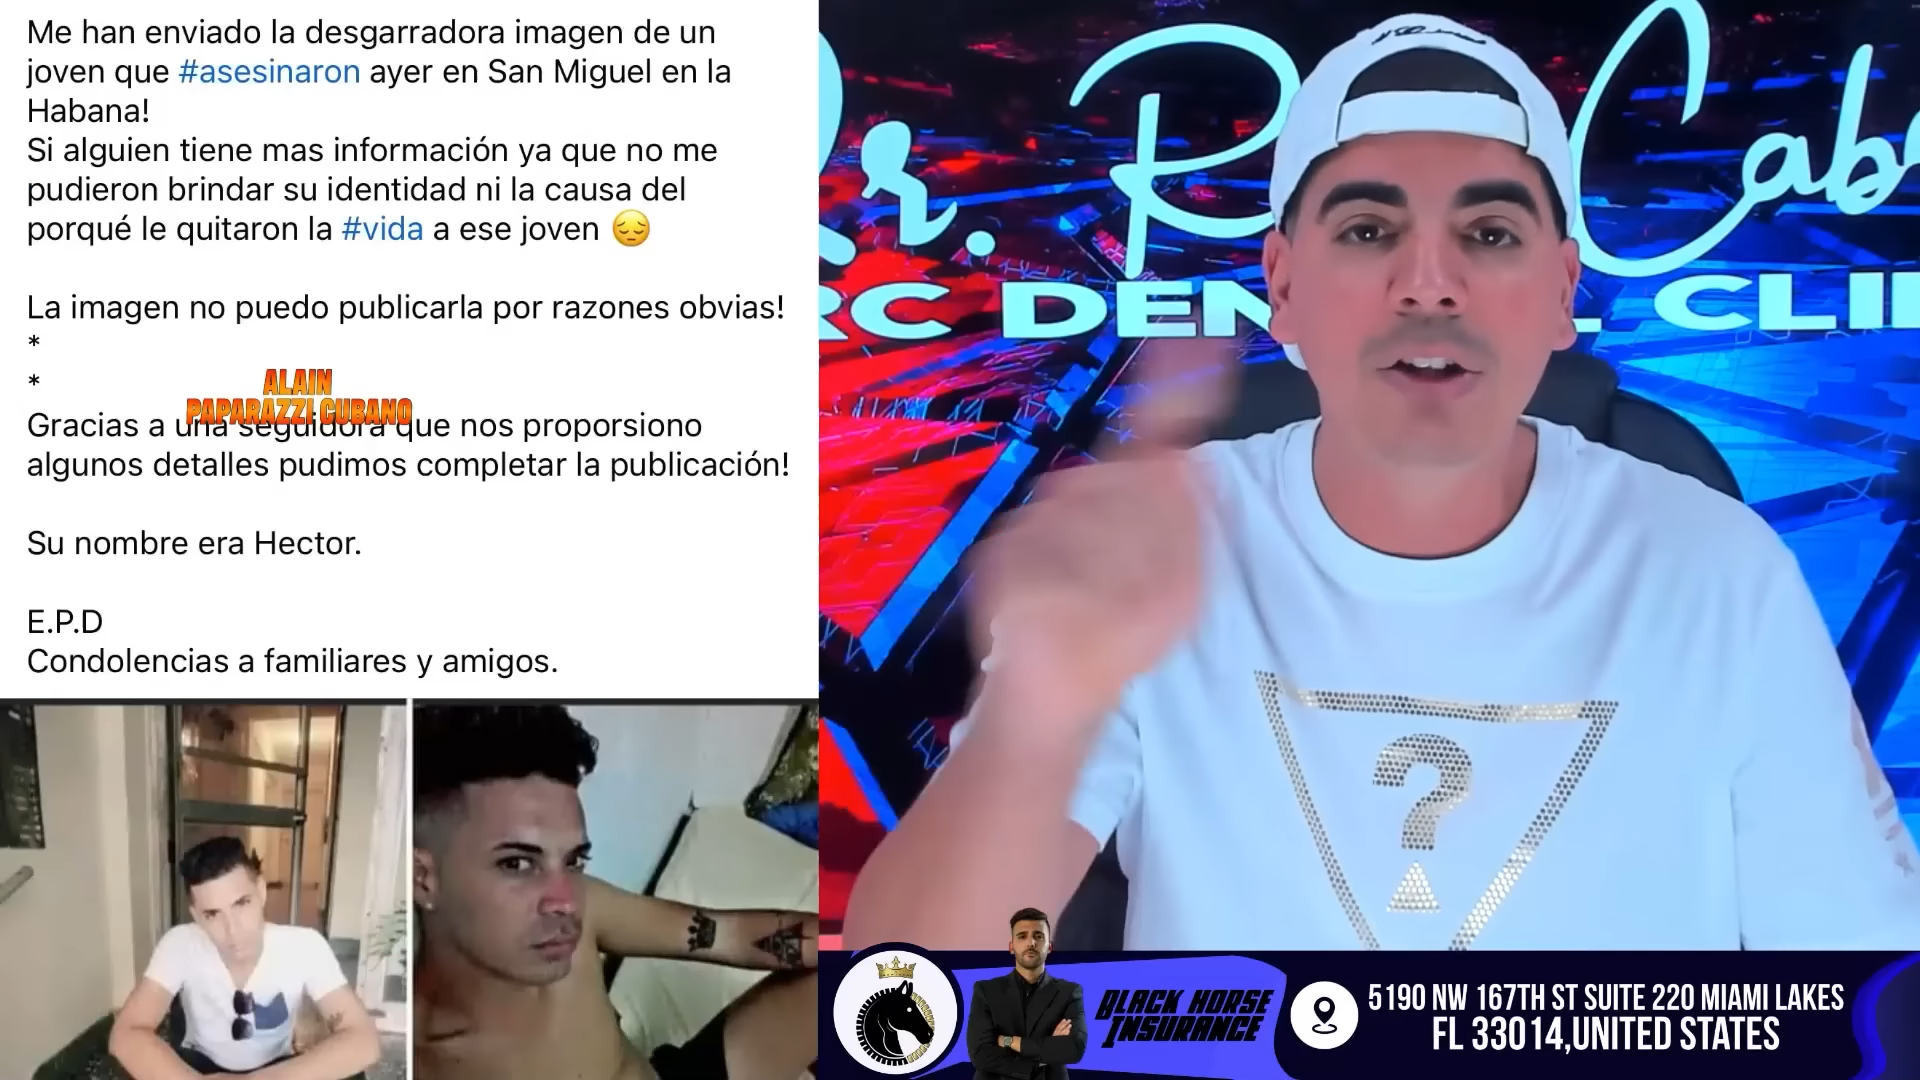 Me han enviado la desgarradora imagen de un
joven que #asesinaron ayer en San Miguel en la
Habana!
Si alguien tiene mas información ya que no me
pudieron brindar su identidad ni la causa del
porqué le quitaron la #vida a ese joven 😔
La imagen no puedo publicarla por razones obvias!
*
*
ALAIN
PAPARAZZI CUBANO
Gracias a una seguidora que nos proporsiono
algunos detalles pudimos completar la publicación!
Su nombre era Hector.
E.P.D
Condolencias a familiares y amigos.
?
BLACK HORSE
INSURANCE
5190 NW 167TH ST SUITE 220 MIAMI LAKES
FL 33014,UNITED STATES